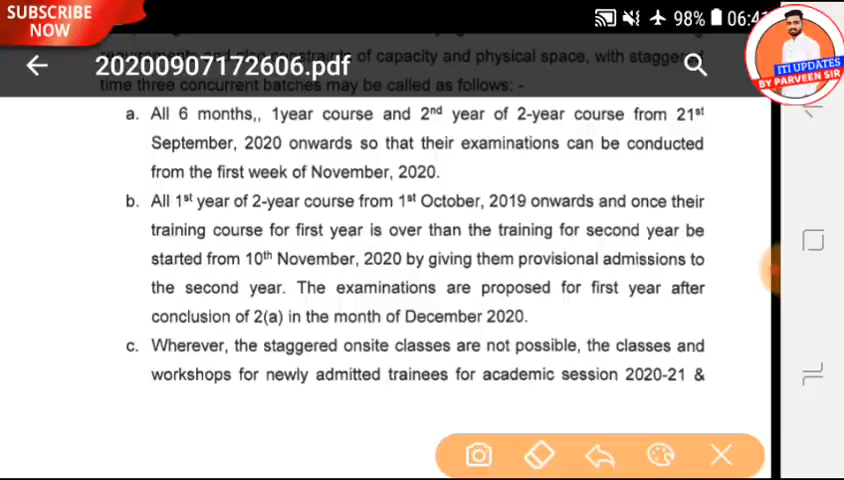 SUBSCRIBE
NOW
98% 06:4
20200907172606.pdf
of capacity and physical space, with
time three concurrent batches may be called as follows: -
a. All 6 months,, 1year course and 2nd year of 2-year course from 21st
September, 2020 onwards so that their examinations can be conducted
from the first week of November, 2020.
b. All 1st year of 2-year course from 1st October, 2019 onwards and once their
training course for first year is over than the training for second year be
started from 10th November, 2020 by giving them provisional admissions to
the second year. The examinations are proposed for first year after
conclusion of 2(a) in the month of December 2020.
c. Wherever, the staggered onsite classes are not possible, the classes and
workshops for newly admitted trainees for academic session 2020-21 &
ITI UPDATES
BY PARVEEN SIR